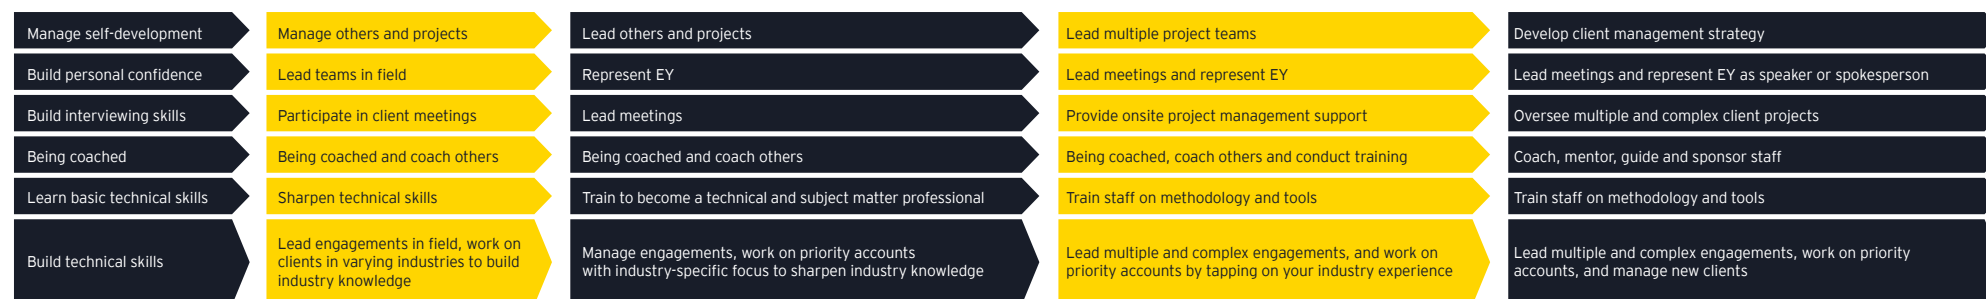 Manage self-development
Manage others and projects
Lead others and projects
Lead multiple project teams
Develop client management strategy
Build personal confidence
Lead teams in field
Represent EY
Lead meetings and represent EY
Lead meetings and represent EY as speaker or spokesperson
Build interviewing skills
Participate in client meetings
Lead meetings
Provide onsite project management support
Oversee multiple and complex client projects
Being coached
Being coached and coach others
Being coached and coach others
Being coached, coach others and conduct training
Coach, mentor, guide and sponsor staff
Learn basic technical skills
Sharpen technical skills
Train to become a technical and subject matter professional
Train staff on methodology and tools
Train staff on methodology and tools
Build technical skills
Lead engagements in field, work on
clients in varying industries to build
industry knowledge
Manage engagements, work on priority accounts
with industry-specific focus to sharpen industry knowledge
Lead multiple and complex engagements, and work on
priority accounts by tapping on your industry experience
Lead multiple and complex engagements, work on priority
accounts, and manage new clients